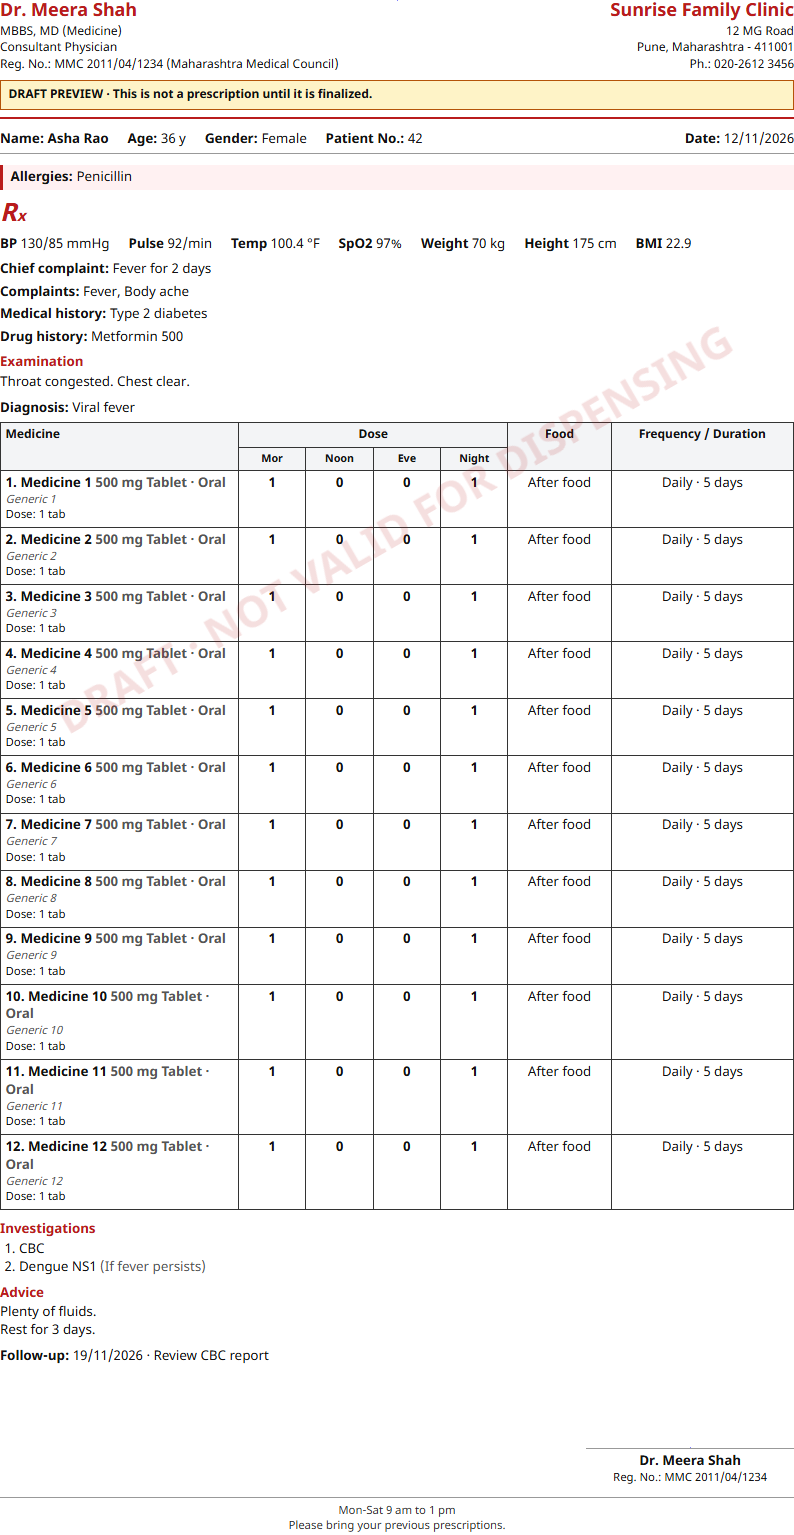 Dr. Meera Shah
MBBS, MD (Medicine)
Consultant Physician
Reg. No.: MMC 2011/04/1234 (Maharashtra Medical Council)
Sunrise Family Clinic
12 MG Road
Pune, Maharashtra - 411001
Ph.: 020-2612 3456
DRAFT PREVIEW · This is not a prescription until it is finalized.
Name: Asha Rao Age: 36 y Gender: Female Patient No.: 42 Date: 12/11/2026
Allergies: Penicillin
Rx
BP 130/85 mmHg Pulse 92/min Temp 100.4 °F SpO2 97% Weight 70 kg Height 175 cm BMI 22.9
Chief complaint: Fever for 2 days
Complaints: Fever, Body ache
Medical history: Type 2 diabetes
Drug history: Metformin 500
Examination
Throat congested. Chest clear.
Diagnosis: Viral fever
DRAFT · NOT VALID FOR DISPENSING
Medicine Dose Food Frequency / Duration
Mor Noon Eve Night
1. Medicine 1 500 mg Tablet · Oral 1 0 0 1 After food Daily · 5 days
Generic 1
Dose: 1 tab
2. Medicine 2 500 mg Tablet · Oral 1 0 0 1 After food Daily · 5 days
Generic 2
Dose: 1 tab
3. Medicine 3 500 mg Tablet · Oral 1 0 0 1 After food Daily · 5 days
Generic 3
Dose: 1 tab
4. Medicine 4 500 mg Tablet · Oral 1 0 0 1 After food Daily · 5 days
Generic 4
Dose: 1 tab
5. Medicine 5 500 mg Tablet · Oral 1 0 0 1 After food Daily · 5 days
Generic 5
Dose: 1 tab
6. Medicine 6 500 mg Tablet · Oral 1 0 0 1 After food Daily · 5 days
Generic 6
Dose: 1 tab
7. Medicine 7 500 mg Tablet · Oral 1 0 0 1 After food Daily · 5 days
Generic 7
Dose: 1 tab
8. Medicine 8 500 mg Tablet · Oral 1 0 0 1 After food Daily · 5 days
Generic 8
Dose: 1 tab
9. Medicine 9 500 mg Tablet · Oral 1 0 0 1 After food Daily · 5 days
Generic 9
Dose: 1 tab
10. Medicine 10 500 mg Tablet · 1 0 0 1 After food Daily · 5 days
Oral
Generic 10
Dose: 1 tab
11. Medicine 11 500 mg Tablet · 1 0 0 1 After food Daily · 5 days
Oral
Generic 11
Dose: 1 tab
12. Medicine 12 500 mg Tablet · 1 0 0 1 After food Daily · 5 days
Oral
Generic 12
Dose: 1 tab
Investigations
1. CBC
2. Dengue NS1 (If fever persists)
Advice
Plenty of fluids.
Rest for 3 days.
Follow-up: 19/11/2026 · Review CBC report
Dr. Meera Shah
Reg. No.: MMC 2011/04/1234
Mon-Sat 9 am to 1 pm
Please bring your previous prescriptions.